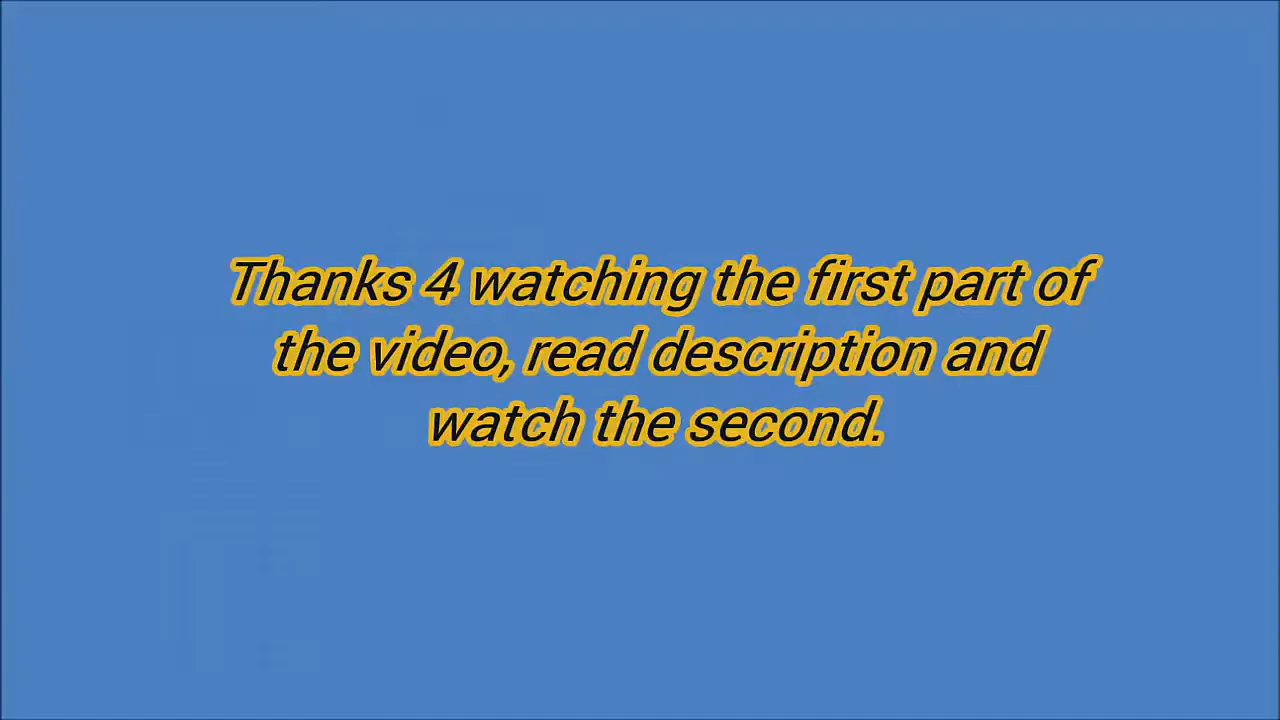 Thanks 4 watching the first part of
the video, read description and
watch the second.